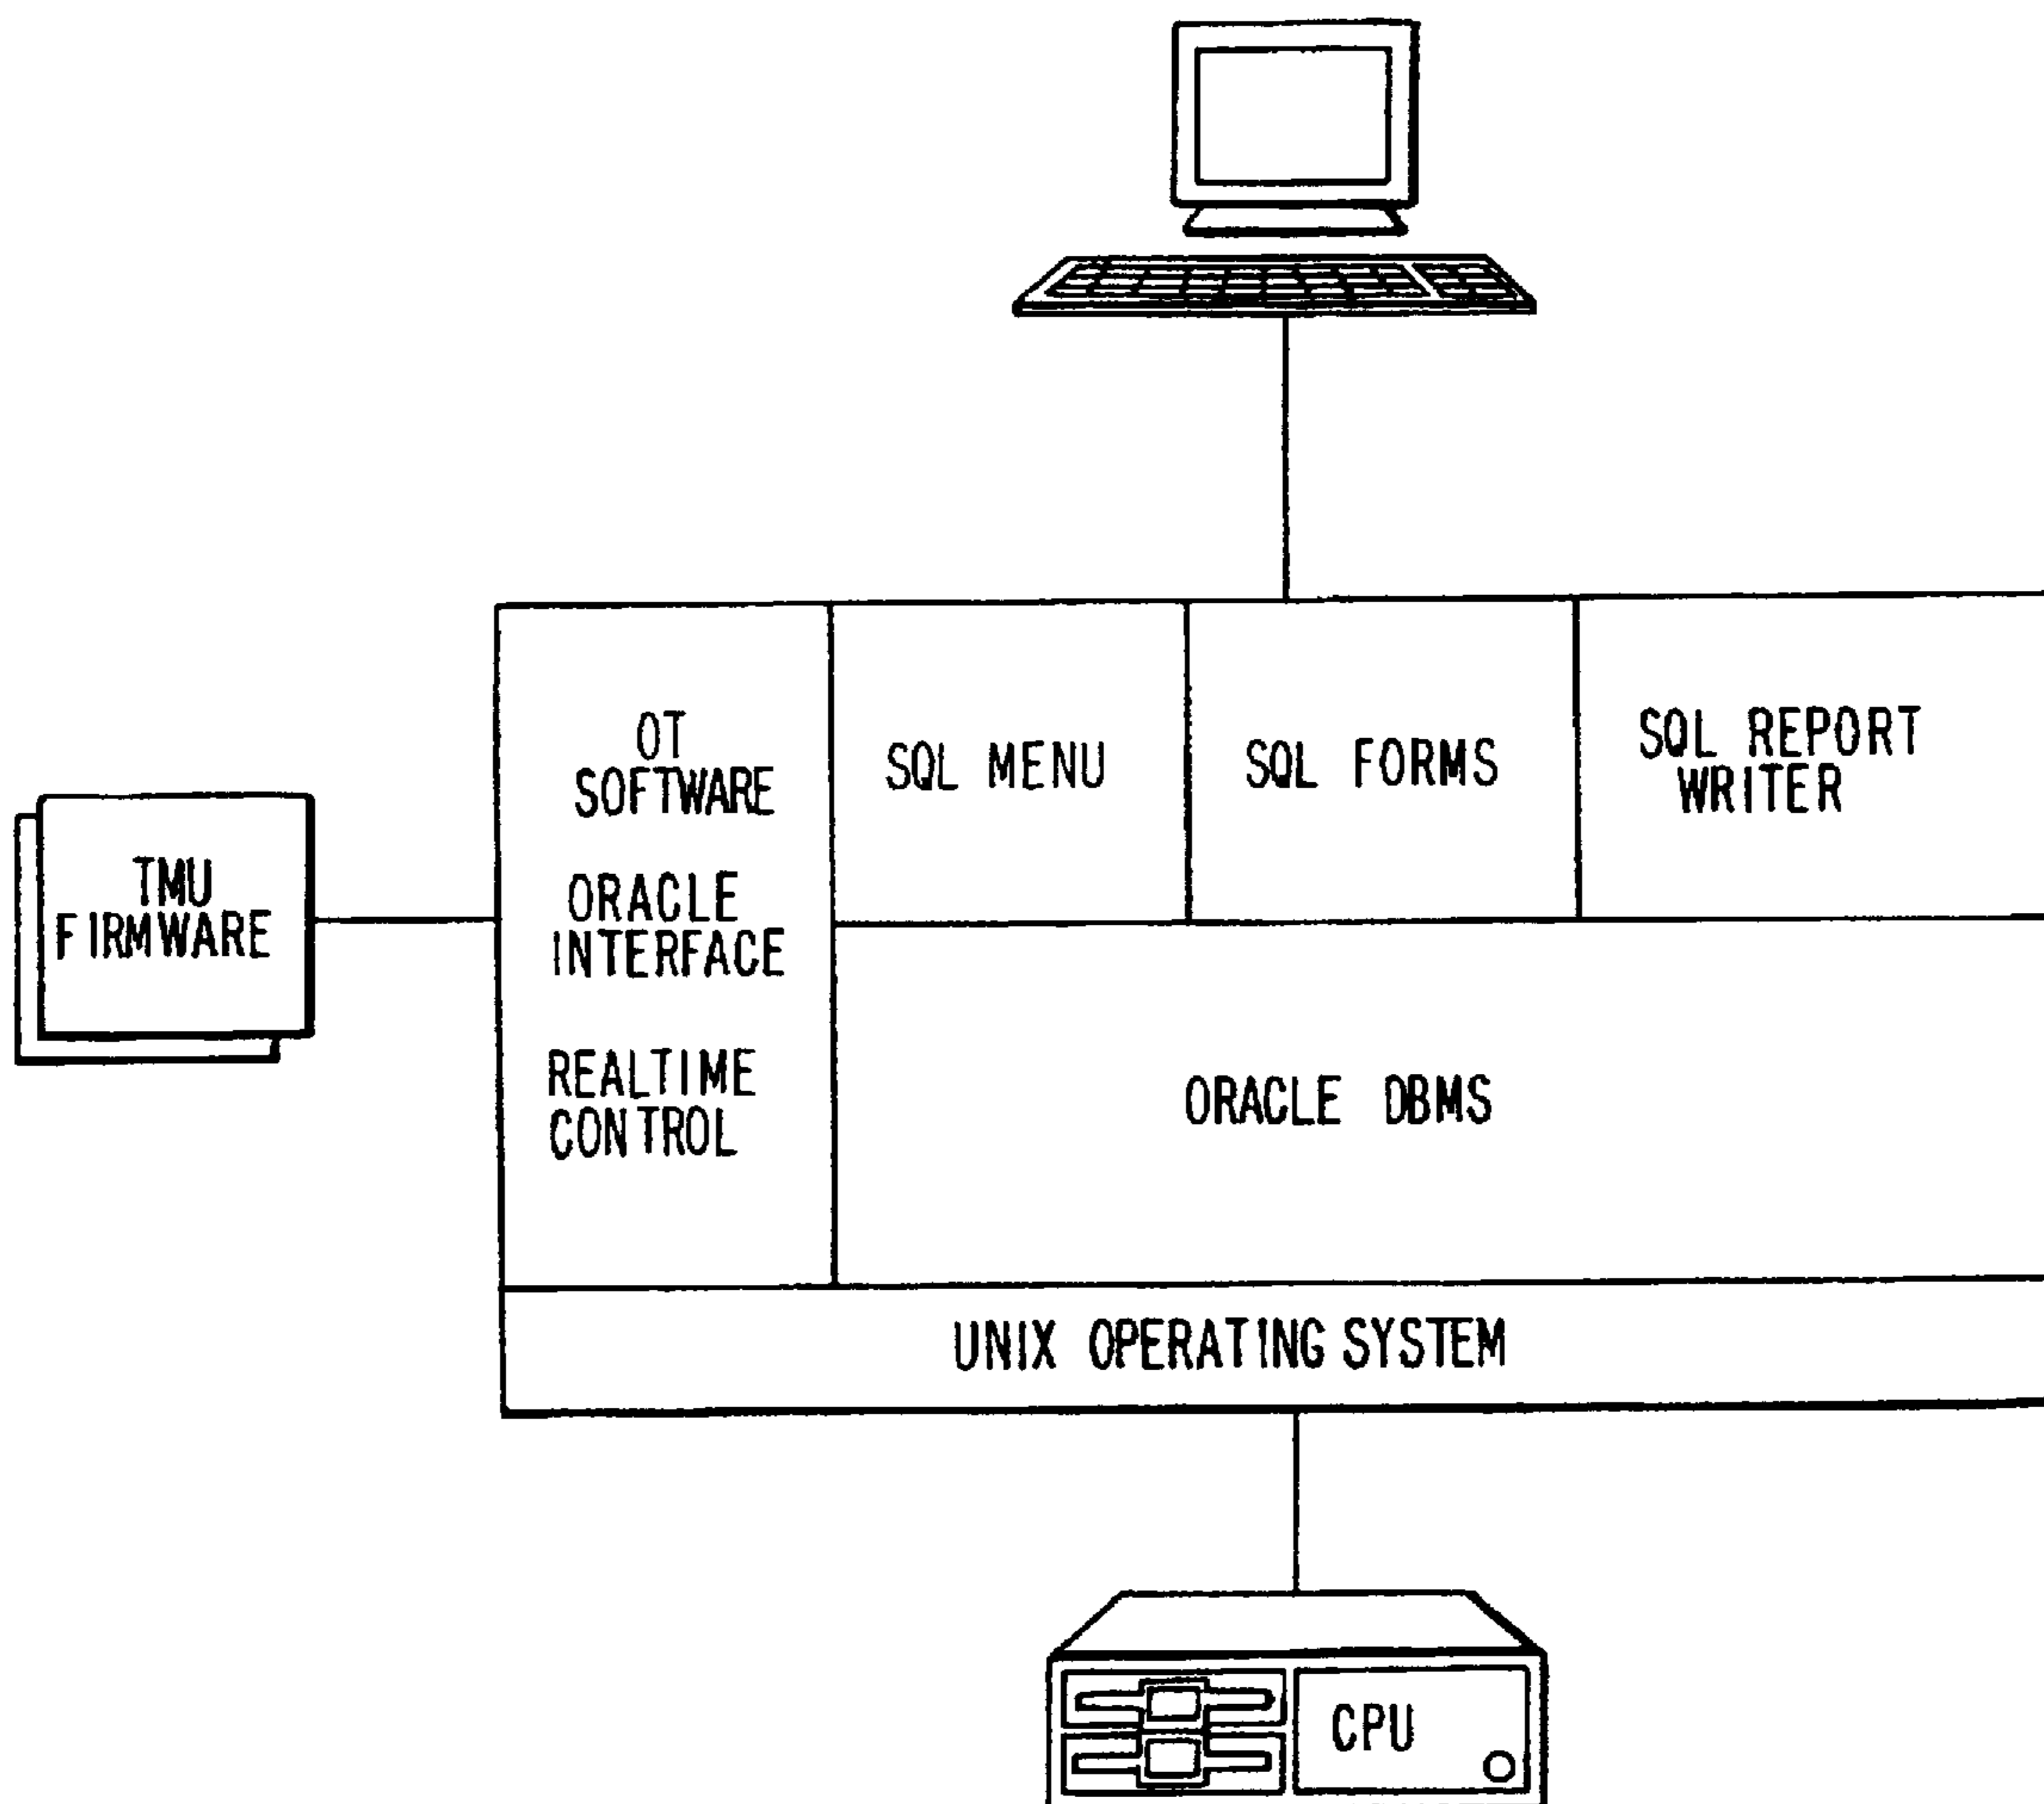 OT
SOFTWARE
ORACLE
INTERFACE
REALTIME
CONTROL
SQL MENU
SQL FORMS
SQL REPORT
WRITER
TMU
FIRMWARE
ORACLE DBMS
UNIX OPERATING SYSTEM
CPU